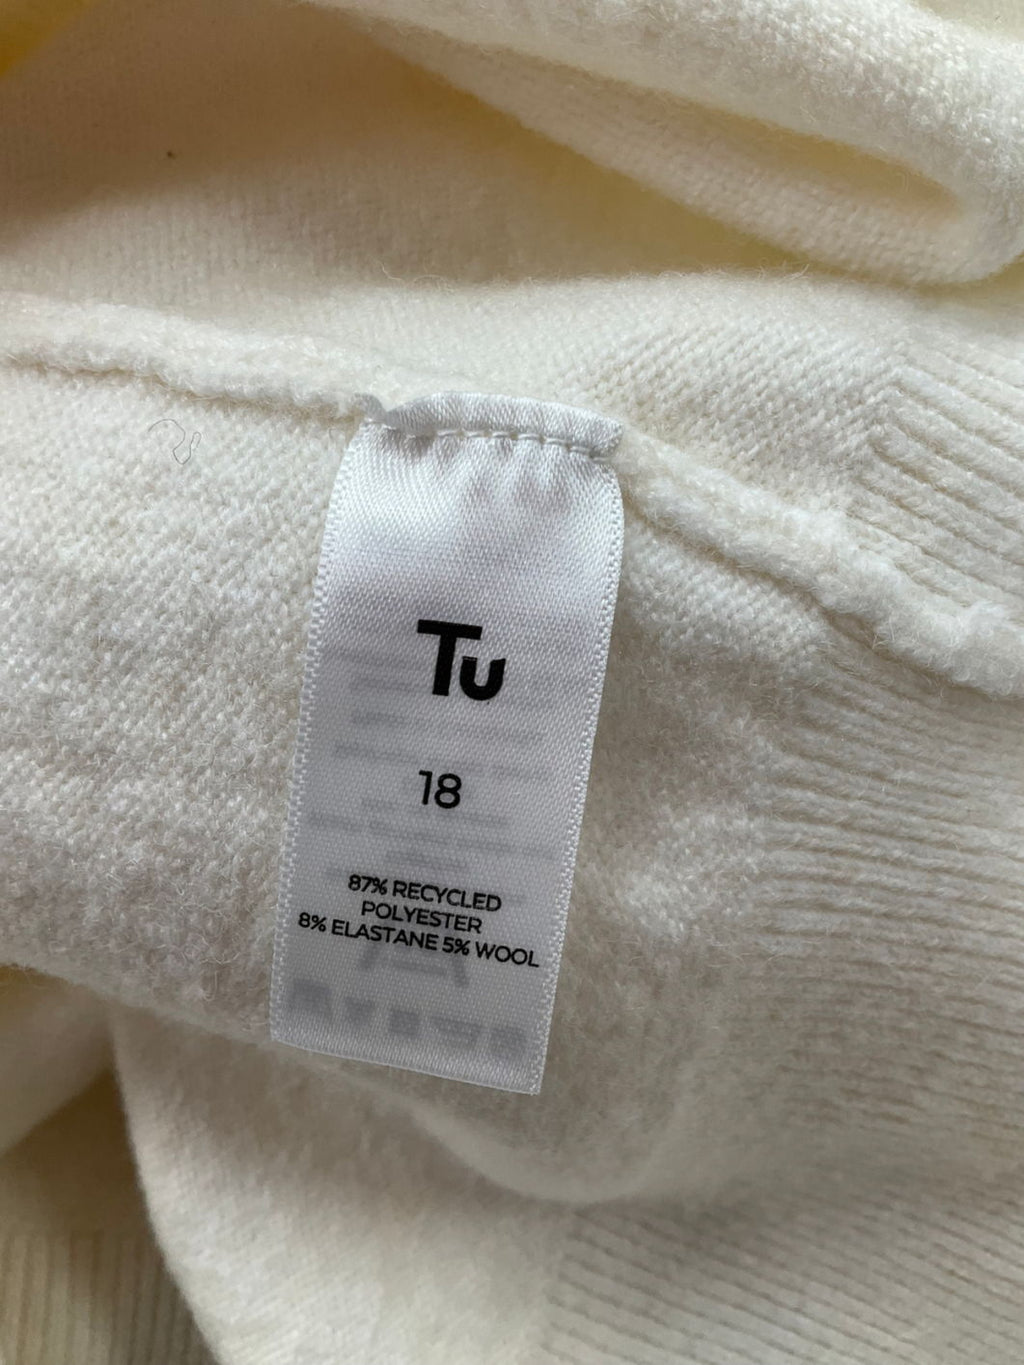 Tu
18
87% RECYCLED
POLYESTER
8% ELASTANE 5% WOOL